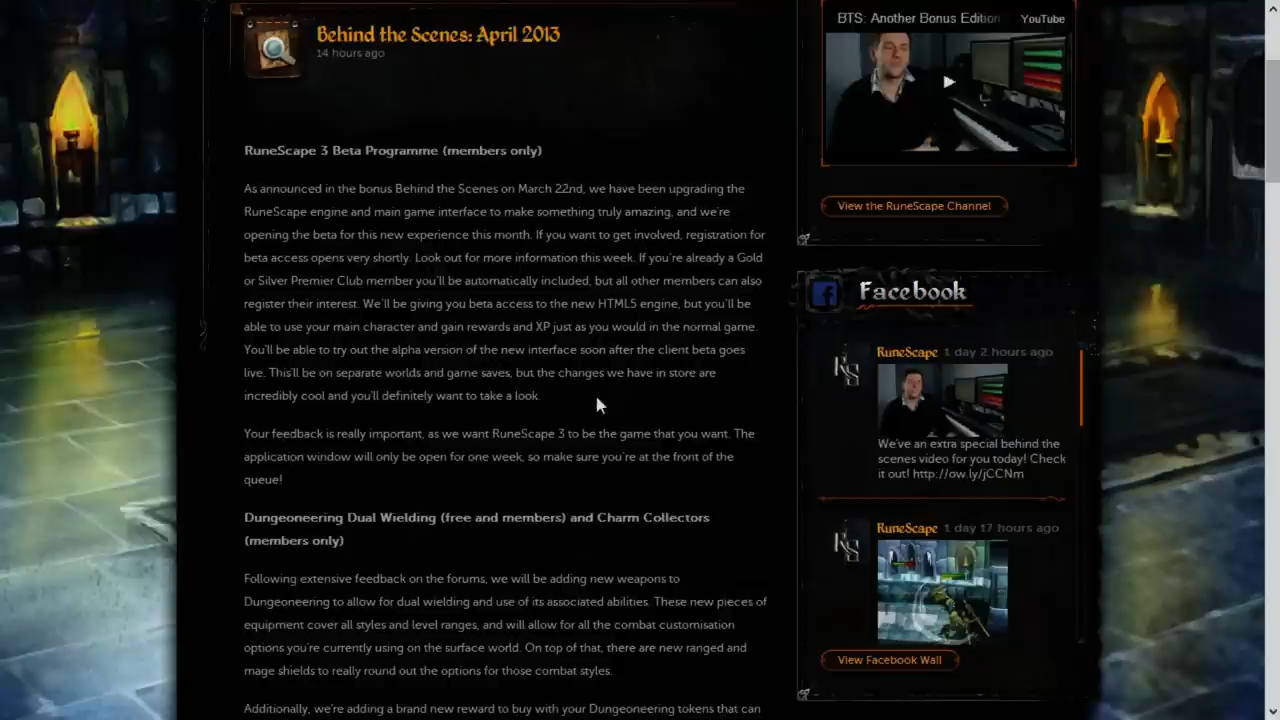 Behind the Scenes: April 2013
14 hours ago
RuneScape 3 Beta Programme (members only)
As announced in the bonus Behind the Scenes on March 22nd, we have been upgrading the
RuneScape engine and main game interface to make something truly amazing, and we're
opening the beta for this new experience this month. If you want to get involved, registration for
beta access opens very shortly. Look out for more information this week. If you're already a Gold
or Silver Premier Club member you'll be automatically included, but all other members can also
register their interest. We'll be giving you beta access to the new HTML5 engine, but you'll be
able to use your main character and gain rewards and XP just as you would in the normal game.
You'll be able to try out the alpha version of the new interface soon after the client beta goes
live. This'll be on separate worlds and game saves, but the changes we have in store are
incredibly cool and you'll definitely want to take a look.
Your feedback is really important, as we want RuneScape 3 to be the game that you want. The
application window will only be open for one week, so make sure you're at the front of the
queue!
Dungeoneering Dual Wielding (free and members) and Charm Collectors
(members only)
Following extensive feedback on the forums, we will be adding new weapons to
Dungeoneering to allow for dual wielding and use of its associated abilities. These new pieces of
equipment cover all styles and level ranges, and will allow for all the combat customisation
options you're currently using on the surface world. On top of that, there are new ranged and
mage shields to really round out the options for those combat styles.
Additionally, we're adding a brand new reward to buy with your Dungeoneering tokens that can
BTS: Another Bonus Edition
YouTube
View the RuneScape Channel
Facebook
RuneScape 1 day 2 hours ago
RS
We've an extra special behind the
scenes video for you today! Check
it out! http://ow.ly/jCCNm
RuneScape 1 day 17 hours ago
RS
View Facebook Wall